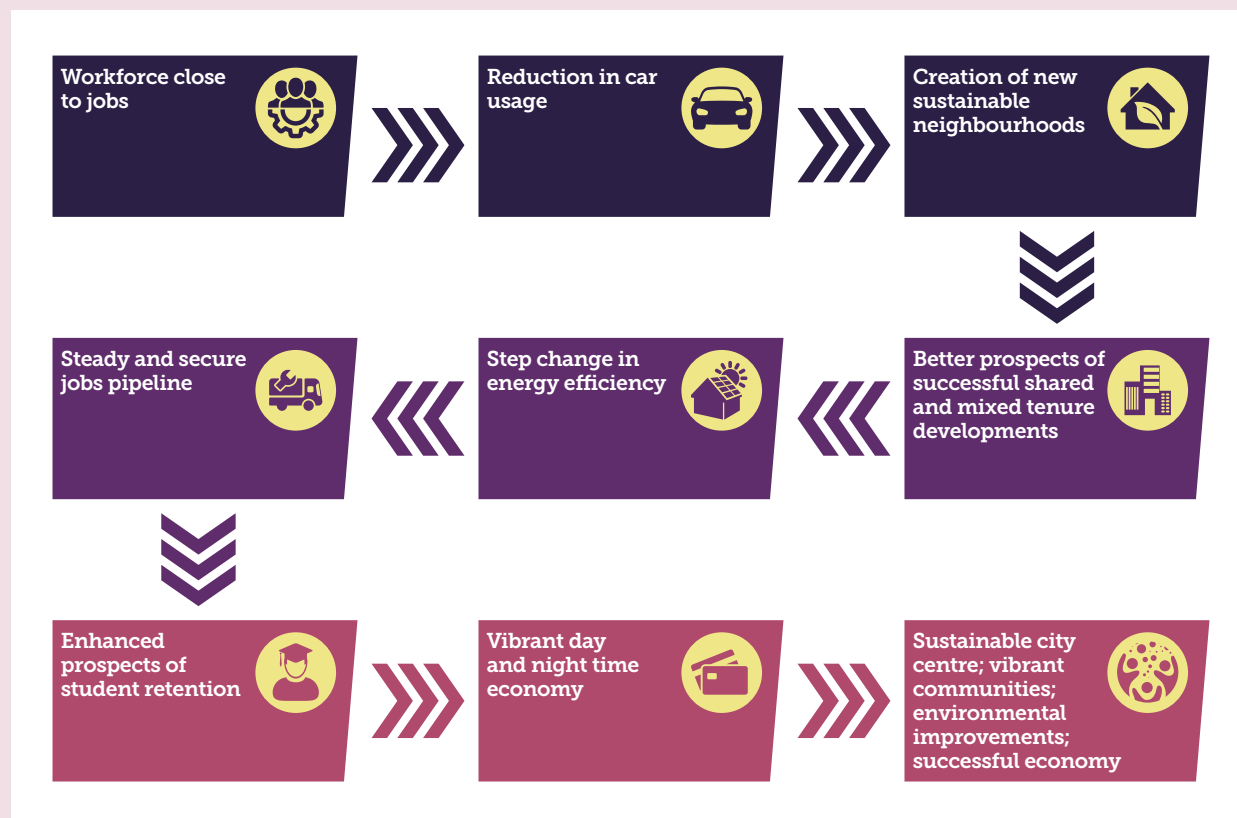 Workforce close
to jobs
Reduction in car
usage
Creation of new
sustainable
neighbourhoods
Better prospects of
successful shared
and mixed tenure
developments
Step change in
energy efficiency
Steady and secure
jobs pipeline
Enhanced
prospects of
student retention
Vibrant day
and night time
economy
Sustainable city
centre; vibrant
communities;
environmental
improvements;
successful economy